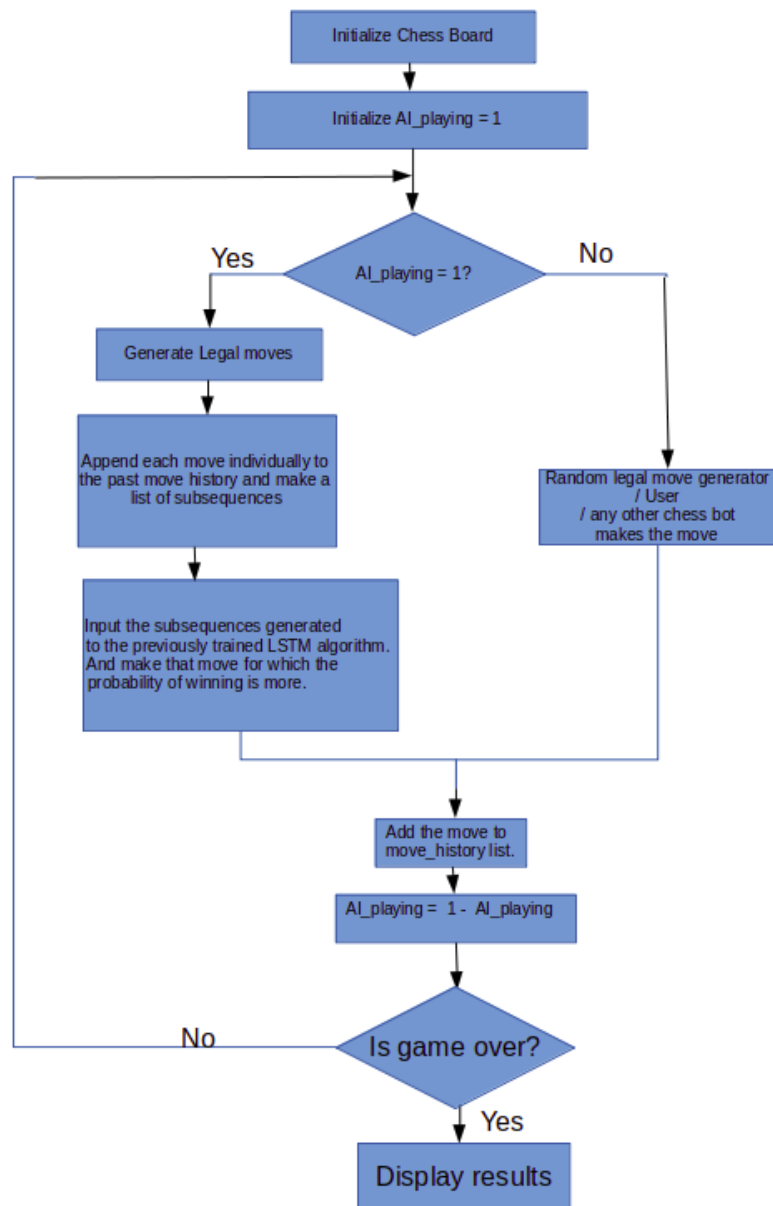 Initialize Chess Board
Initialize AI_playing = 1
AI_playing = 1?
Yes
No
Generate Legal moves
Append each move individually to
the past move history and make a
list of subsequences
Random legal move generator
/ User
/ any other chess bot
makes the move
Input the subsequences generated
to the previously trained LSTM algorithm.
And make that move for which the
probability of winning is more.
Add the move to
move_history list.
AI_playing = 1 - AI_playing
Is game over?
No
Yes
Display results